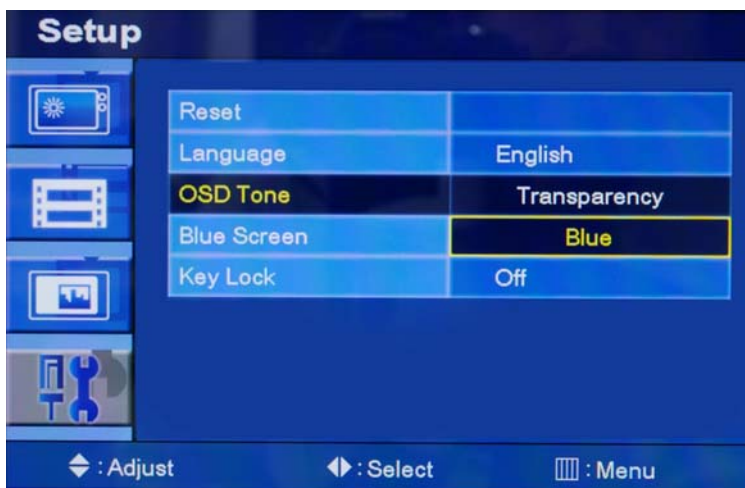 Setup
Reset
Language English
OSD Tone Transparency
Blue Screen Blue
Key Lock Off
: Adjust : Select : Menu